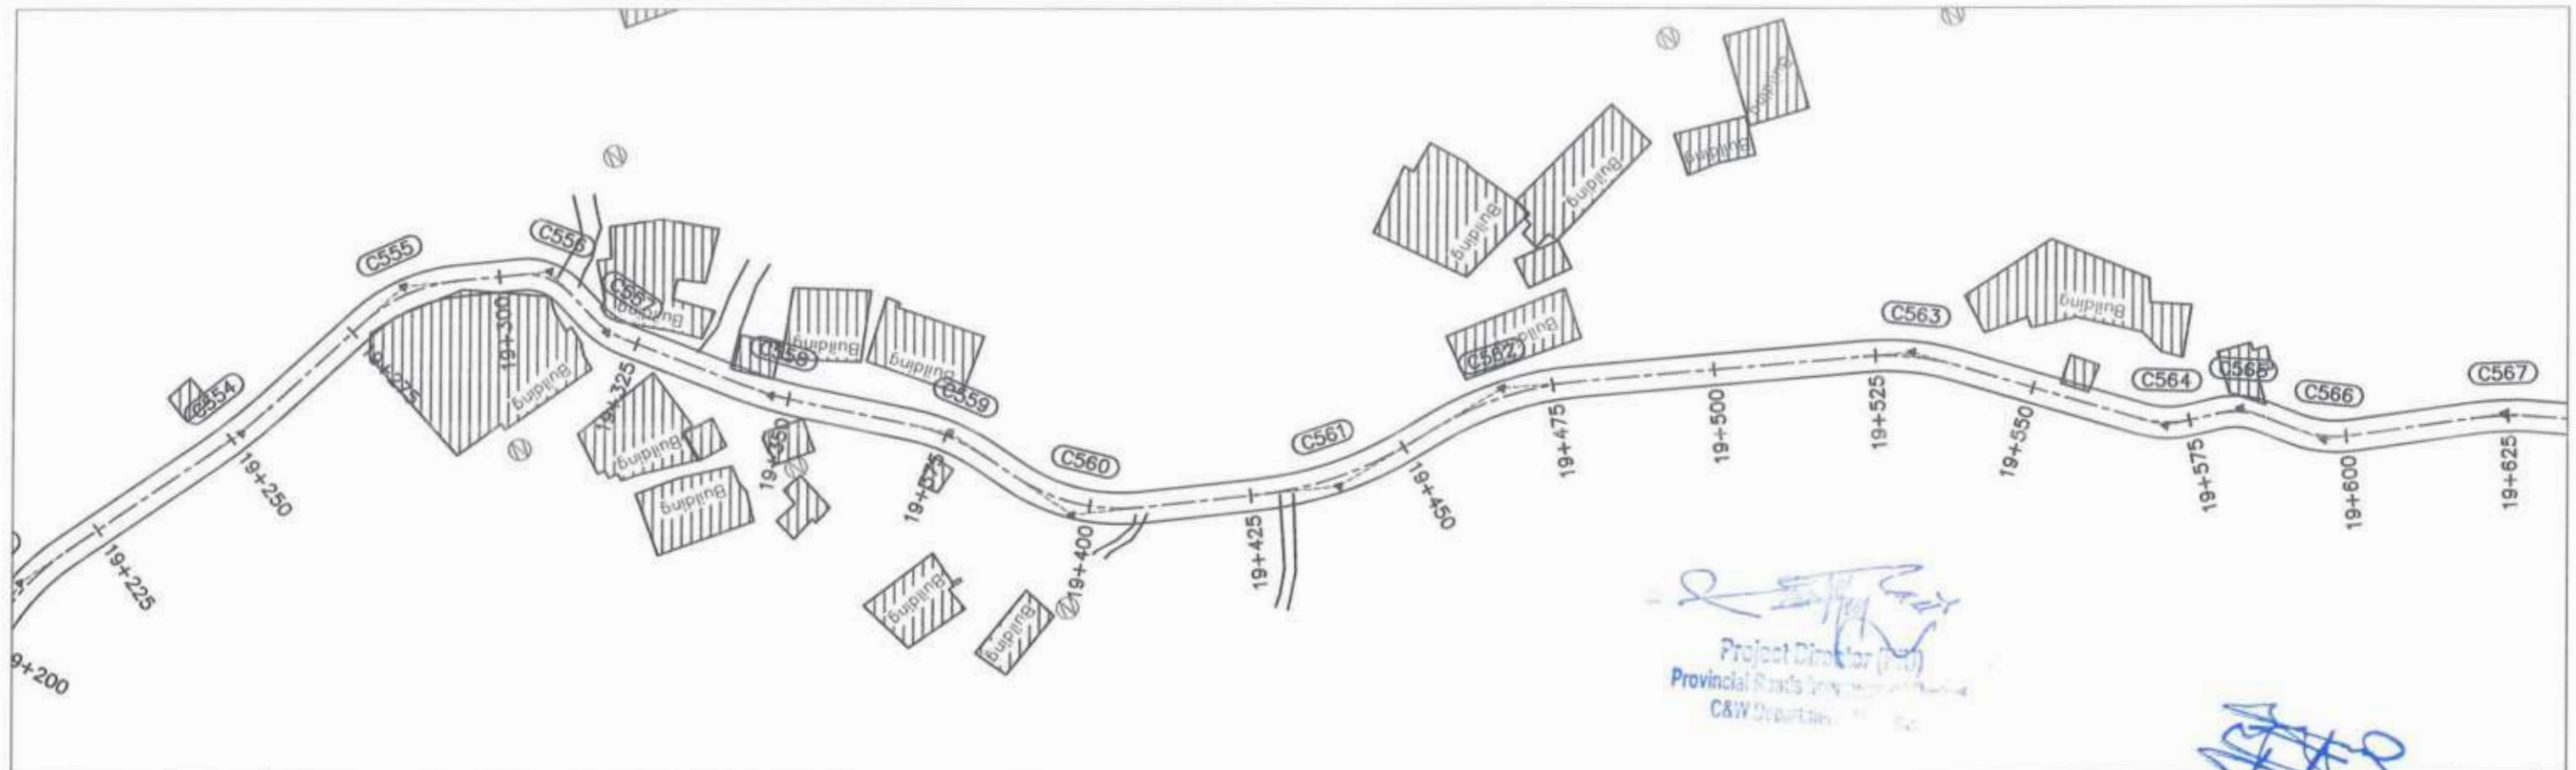 C555
C556
C557
C554
19+300
19+275
Building
19+325
Building
C558
Building
Building
C559
19+250
19+350
Building
Building
19+375
19+225
9+200
C560
19+400
Building
Building
C561
19+425
19+450
Building
Building
Building
Building
Building
C562
19+475
19+500
C563
19+525
Building
19+550
C564
C565
C566
C567
19+575
19+600
19+625
N
N
N
N
N
N
Project Director
Provincial Roads
C&W